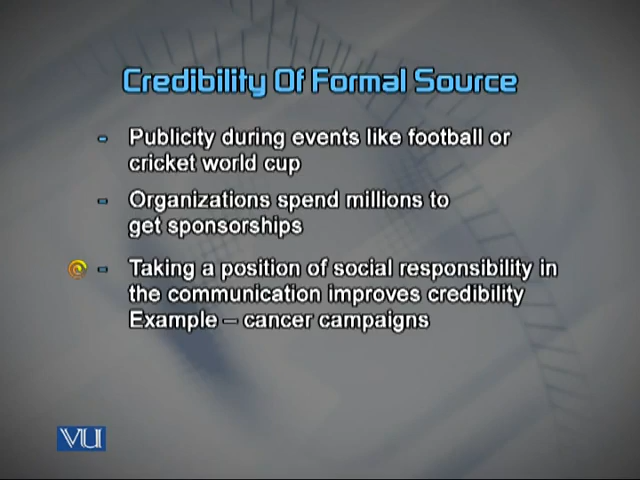 Credibility Of Formal Source
- Publicity during events like football or
cricket world cup
- Organizations spend millions to
get sponsorships
- Taking a position of social responsibility in
the communication improves credibility
Example – cancer campaigns
VU